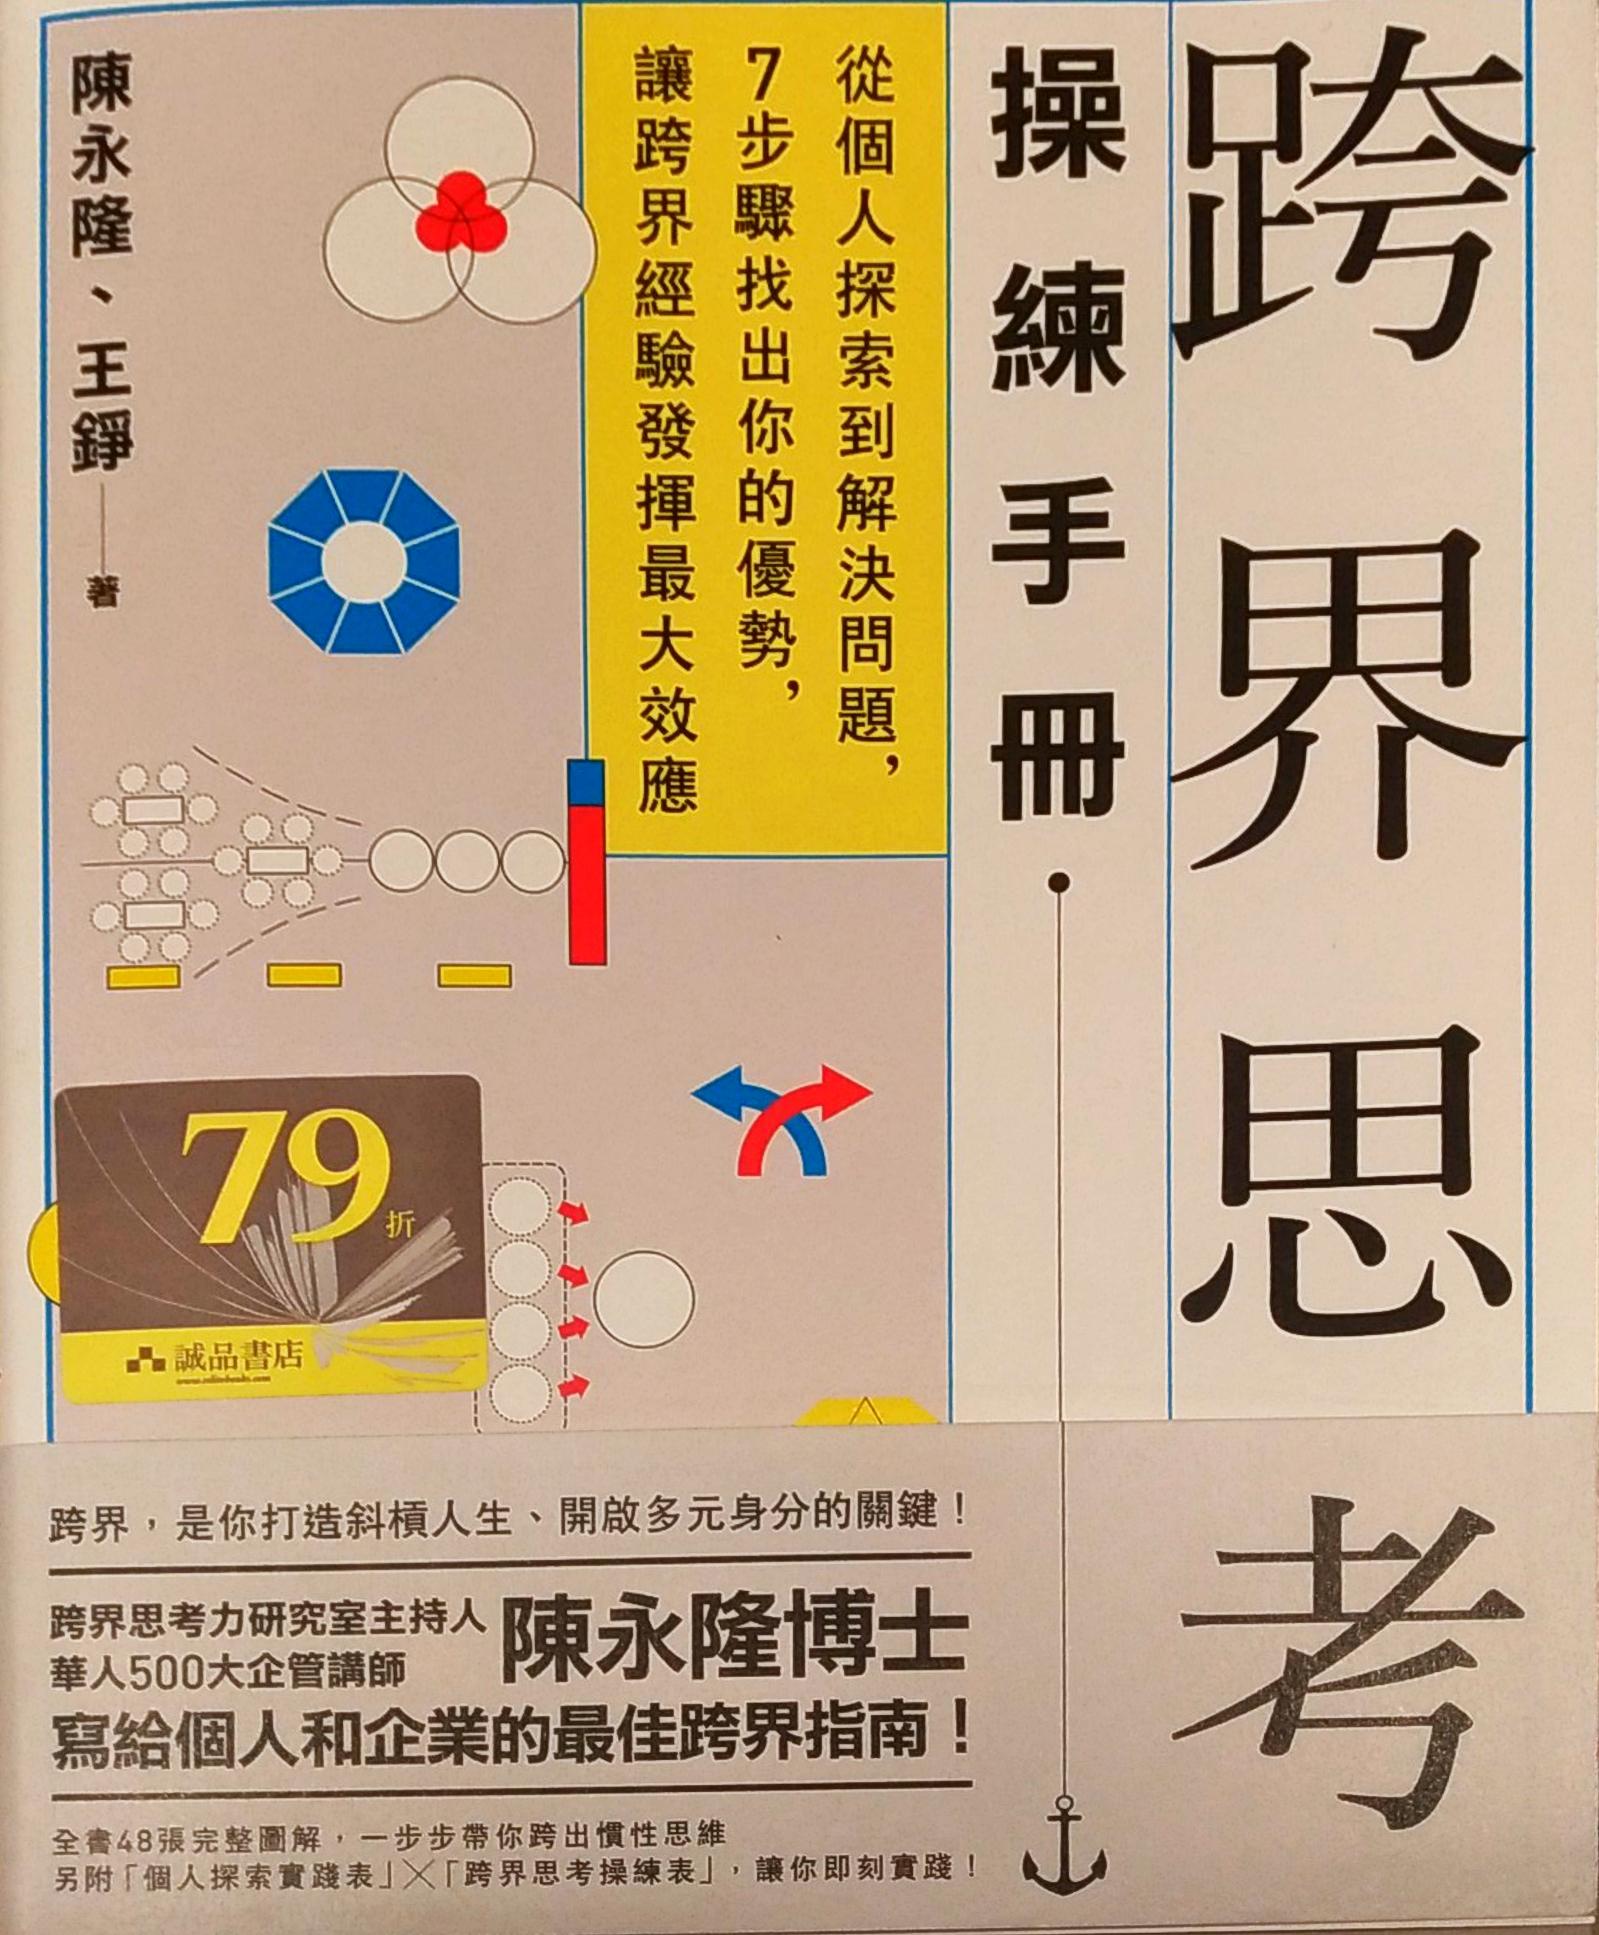 跨界思考
操練手冊
從個人探索到解決問題，
7步驟找出你的優勢，
讓跨界經驗發揮最大效應
陳永隆、王錚
著
79折
誠品書店
跨界，是你打造斜槓人生、開啟多元身分的關鍵！
跨界思考力研究室主持人
華人500大企管講師
陳永隆博士
寫給個人和企業的最佳跨界指南！
全書48張完整圖解，一步步帶你跨出慣性思維
另附「個人探索實踐表」╳「跨界思考操練表」，讓你即刻實踐！